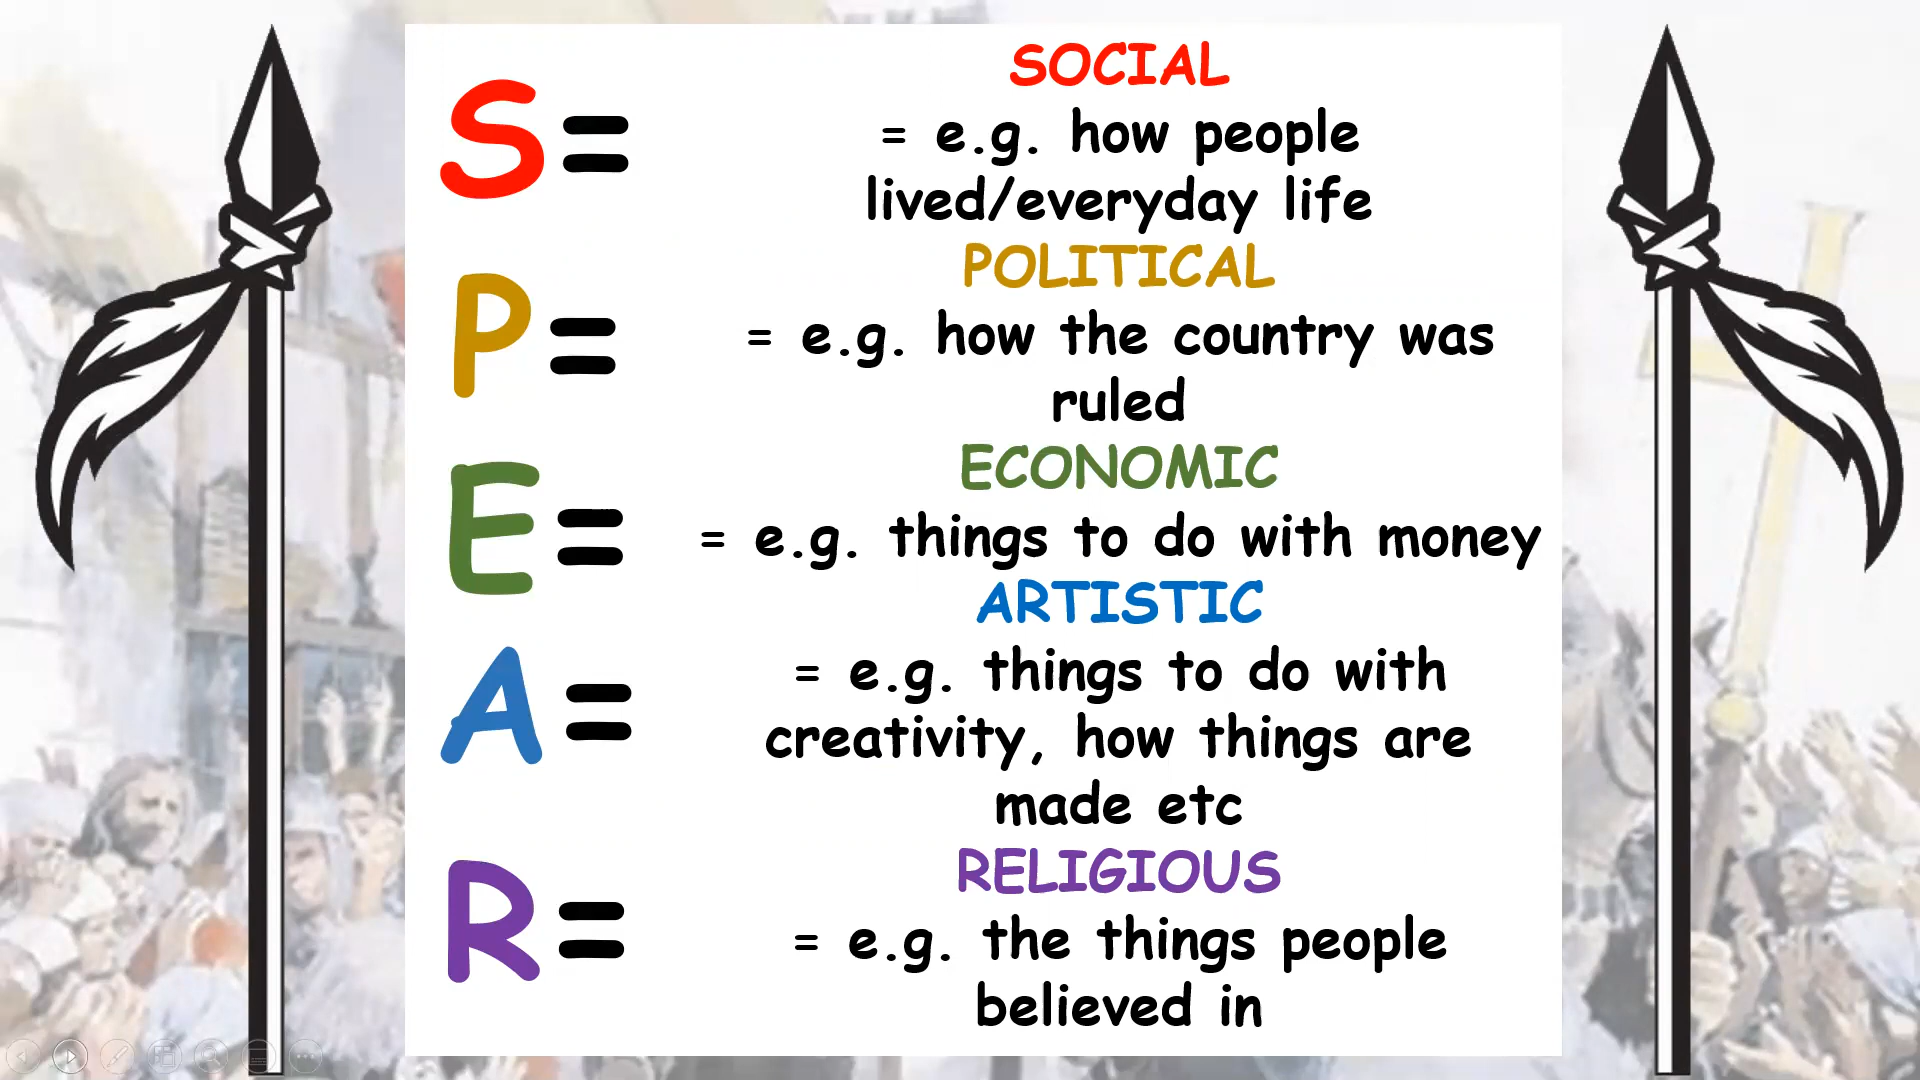 S=
SOCIAL
= e.g. how people
lived/everyday life
P=
POLITICAL
= e.g. how the country was
ruled
E=
ECONOMIC
= e.g. things to do with money
A=
ARTISTIC
= e.g. things to do with
creativity, how things are
made etc
R=
RELIGIOUS
= e.g. the things people
believed in